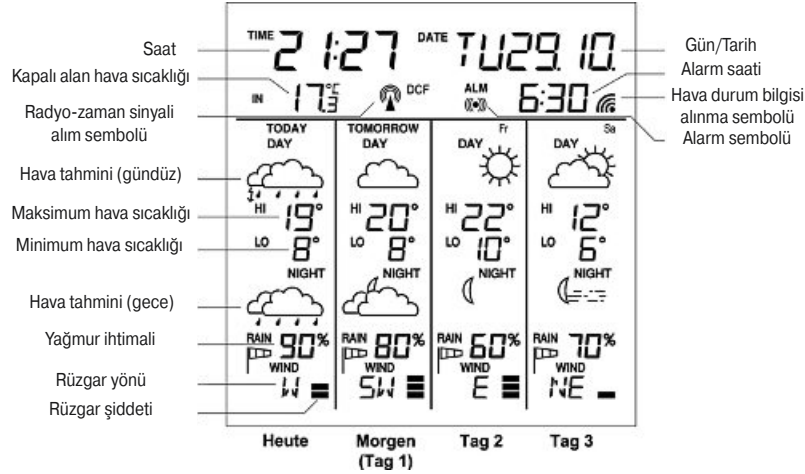 Saat
Kapalı alan hava sıcaklığı
Radyo-zaman sinyali
alım sembolü
Hava tahmini (gündüz)
Maksimum hava sıcaklığı
Minimum hava sıcaklığı
Hava tahmini (gece)
Yağmur ihtimali
Rüzgar yönü
Rüzgar şiddeti
TIME 21:27 DATE TU 29. 10.
IN 17.3 °C DCF ALM 6:30
TODAY TOMORROW Fr Sa
DAY DAY DAY DAY
HI 19° HI 20° HI 22° HI 12°
LO 8° LO 8° LO 10° LO 6°
NIGHT NIGHT NIGHT NIGHT
RAIN 90% RAIN 80% RAIN 60% RAIN 70%
WIND WIND WIND WIND
W SW E NE
Heute Morgen Tag 2 Tag 3
(Tag 1)
Gün/Tarih
Alarm saati
Hava durum bilgisi
alınma sembolü
Alarm sembolü